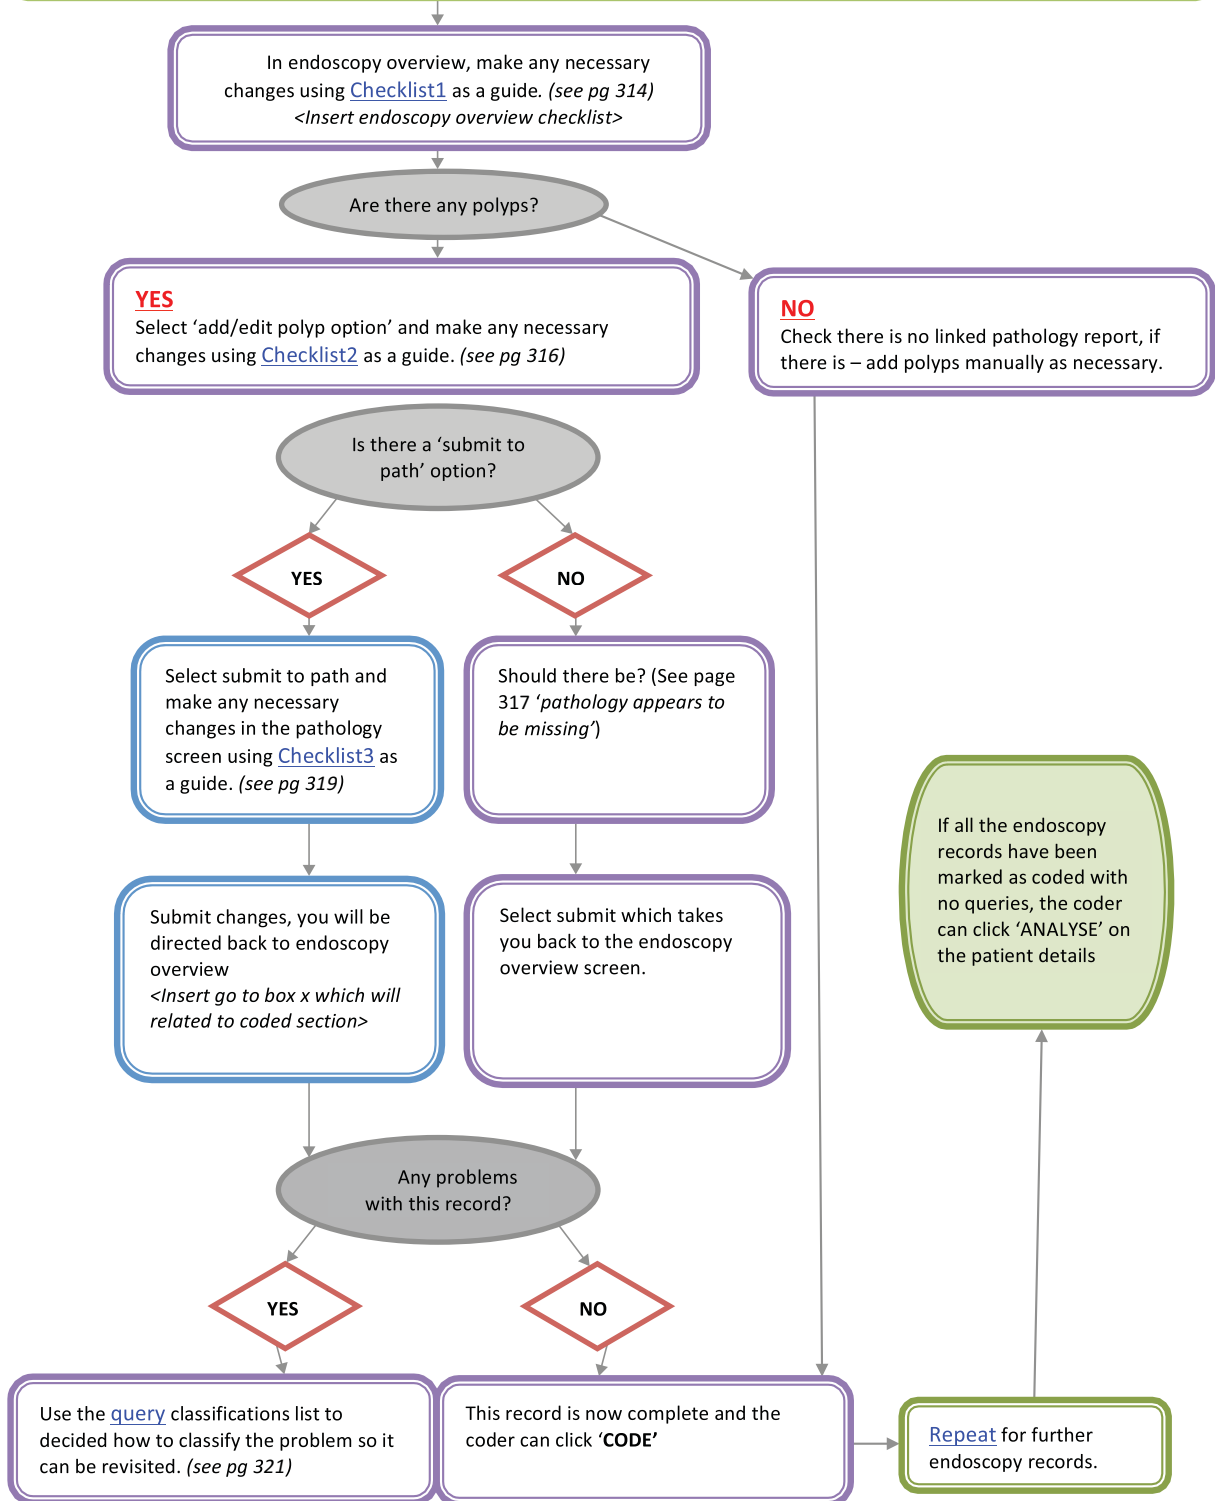 In endoscopy overview, make any necessary
changes using Checklist1 as a guide. (see pg 314)
<Insert endoscopy overview checklist>
Are there any polyps?
YES
Select ‘add/edit polyp option’ and make any necessary
changes using Checklist2 as a guide. (see pg 316)
NO
Check there is no linked pathology report, if
there is – add polyps manually as necessary.
Is there a ‘submit to
path’ option?
YES
NO
Select submit to path and
make any necessary
changes in the pathology
screen using Checklist3 as
a guide. (see pg 319)
Should there be? (See page
317 ‘pathology appears to
be missing’)
If all the endoscopy
records have been
marked as coded with
no queries, the coder
can click ‘ANALYSE’ on
the patient details
Submit changes, you will be
directed back to endoscopy
overview
<Insert go to box x which will
related to coded section>
Select submit which takes
you back to the endoscopy
overview screen.
Any problems
with this record?
YES
NO
Use the query classifications list to
decided how to classify the problem so it
can be revisited. (see pg 321)
This record is now complete and the
coder can click ‘CODE’
Repeat for further
endoscopy records.